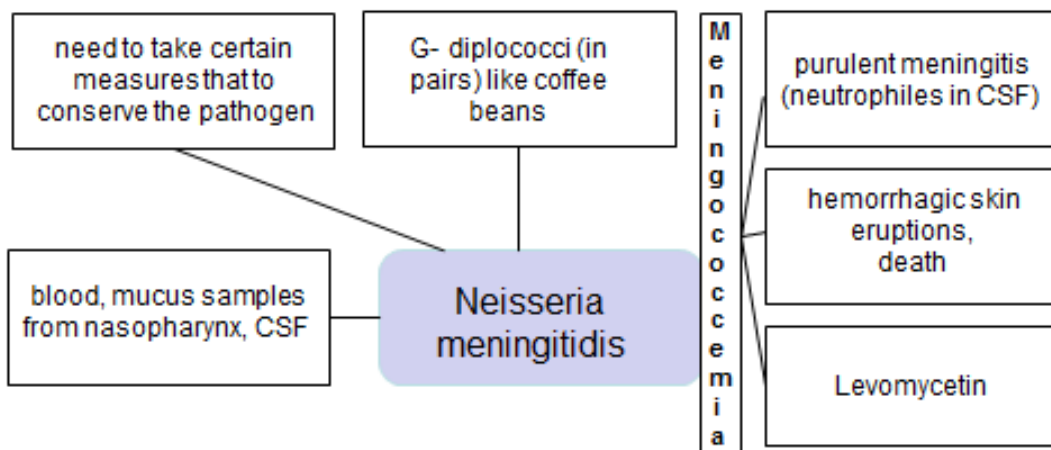 need to take certain
measures that to
conserve the pathogen
G- diplococci (in
pairs) like coffee
beans
blood, mucus samples
from nasopharynx, CSF
Neisseria
meningitidis
Meningococcemia
purulent meningitis
(neutrophiles in CSF)
hemorrhagic skin
eruptions,
death
Levomycetin